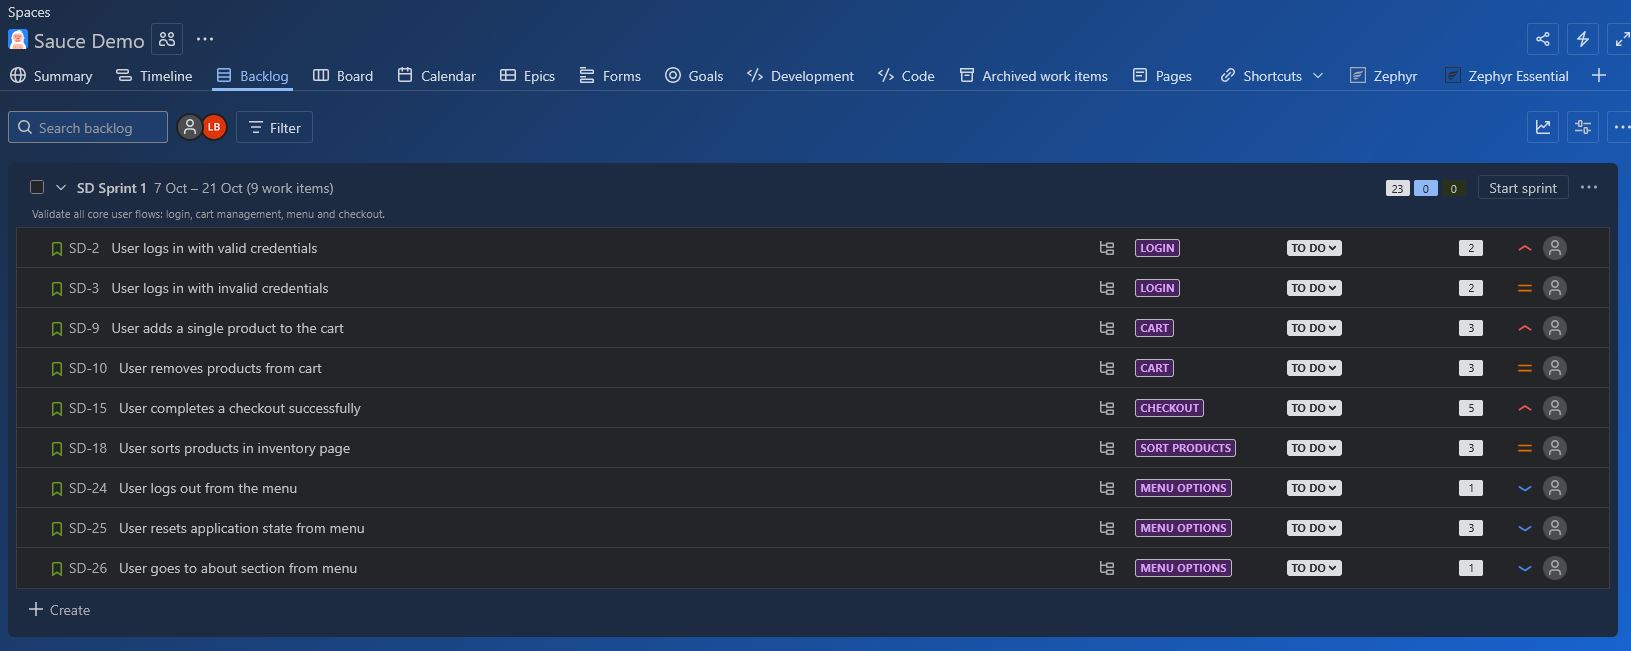 Spaces
Sauce Demo
Summary Timeline Backlog Board Calendar Epics Forms Goals Development Code Archived work items Pages Shortcuts Zephyr Zephyr Essential
Search backlog LB Filter
SD Sprint 1 7 Oct – 21 Oct (9 work items) 23 0 0 Start sprint
Validate all core user flows: login, cart management, menu and checkout.
SD-2 User logs in with valid credentials LOGIN TO DO 2
SD-3 User logs in with invalid credentials LOGIN TO DO 2
SD-9 User adds a single product to the cart CART TO DO 3
SD-10 User removes products from cart CART TO DO 3
SD-15 User completes a checkout successfully CHECKOUT TO DO 5
SD-18 User sorts products in inventory page SORT PRODUCTS TO DO 3
SD-24 User logs out from the menu MENU OPTIONS TO DO 1
SD-25 User resets application state from menu MENU OPTIONS TO DO 3
SD-26 User goes to about section from menu MENU OPTIONS TO DO 1
Create